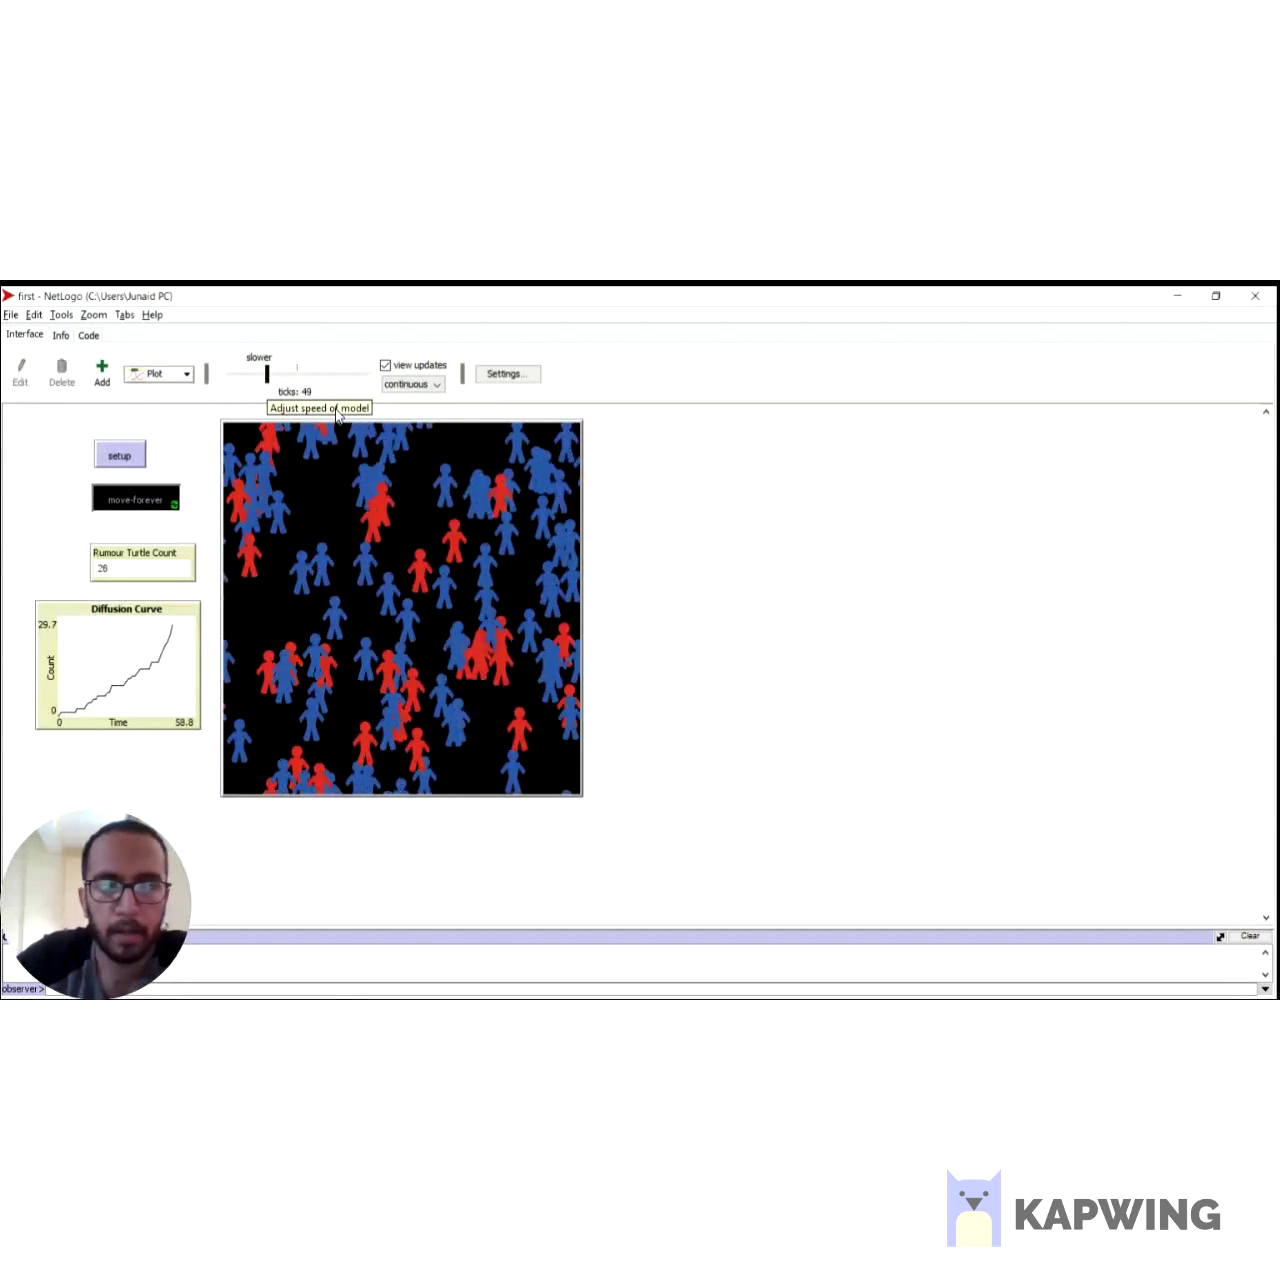 first - NetLogo {C:\Users\Junaid PC}
File Edit Tools Zoom Tabs Help
Interface Info Code
Edit
Delete
Add
Plot
slower
ticks: 49
view updates
continuous
Settings...
Adjust speed of model
setup
move-forever
Rumour Turtle Count
28
Diffusion Curve
29.7
Count
0
0
Time
58.8
Clear
observer>
KAPWING